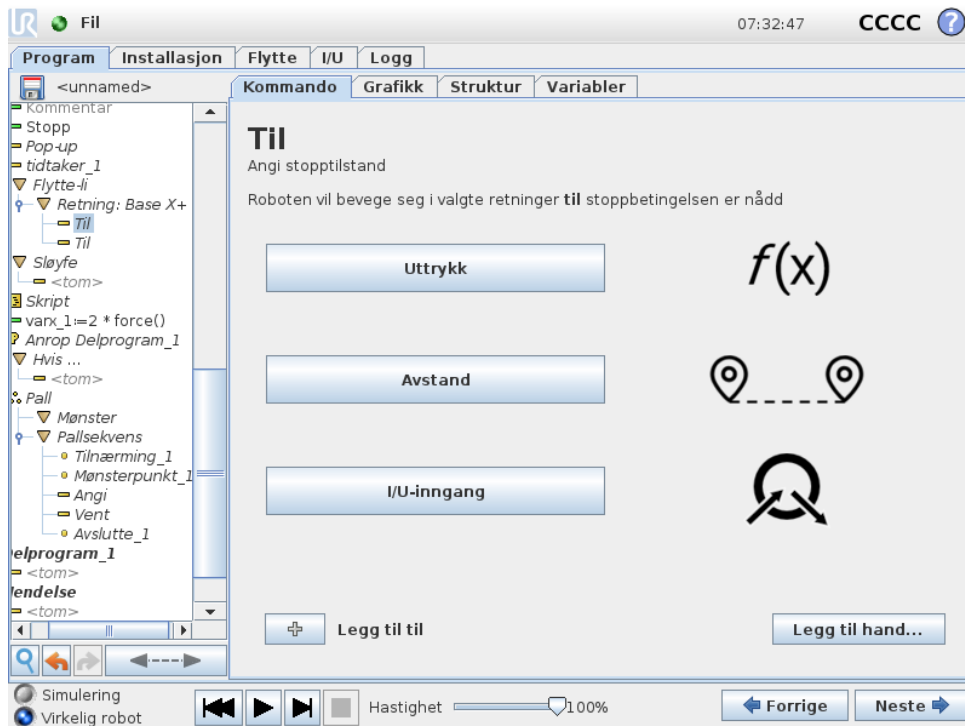 UR Fil 07:32:47 CCCC ?
Program Installasjon Flytte I/U Logg
<unnamed>
Kommando Grafikk Struktur Variabler
Kommentar
Stopp
Pop-up
tidtaker_1
Flytte-li
Retning: Base X+
Til
Til
Sløyfe
<tom>
Skript
varx_1:=2 * force()
Anrop Delprogram_1
Hvis ...
<tom>
Pall
Mønster
Pallsekvens
Tilnærming_1
Mønsterpunkt_1
Angi
Vent
Avslutte_1
elprogram_1
<tom>
endelse
<tom>
Til
Angi stopptilstand
Roboten vil bevege seg i valgte retninger til stoppbetingelsen er nådd
Uttrykk
f(x)
Avstand
I/U-inngang
Legg til til
Legg til hand...
Simulering
Virkelig robot
Hastighet 100%
Forrige
Neste